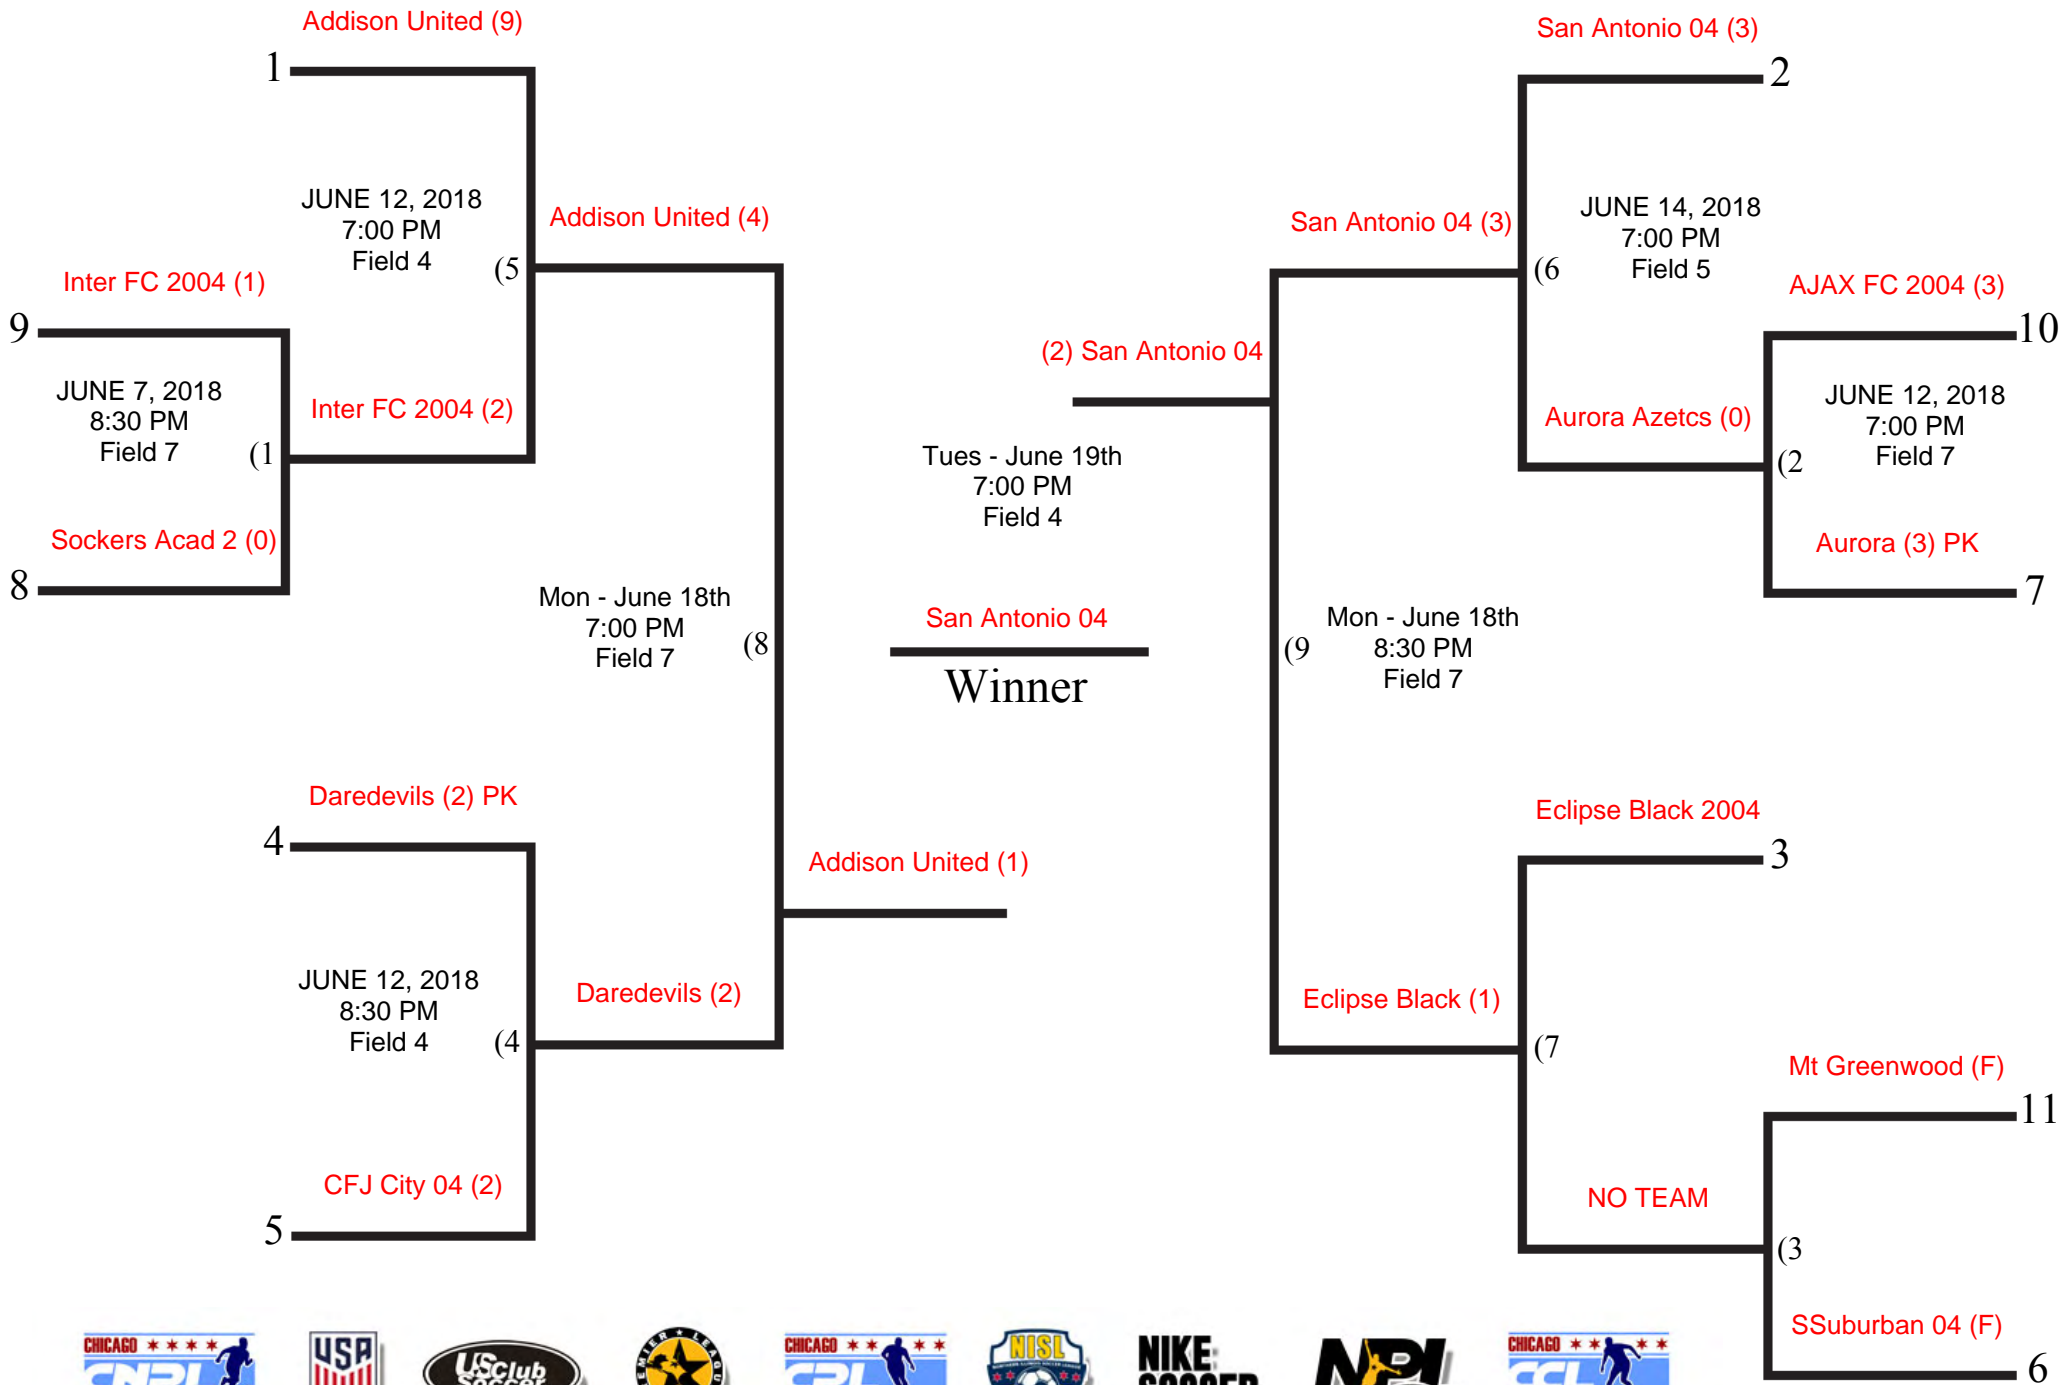 Addison United (9)
1
JUNE 12, 2018
7:00 PM
Field 4
(5
Addison United (4)
Inter FC 2004 (1)
9
JUNE 7, 2018
8:30 PM
Field 7
(1
Inter FC 2004 (2)
Sockers Acad 2 (0)
8
Mon - June 18th
7:00 PM
Field 7
(8
Daredevils (2) PK
4
JUNE 12, 2018
8:30 PM
Field 4
(4
Daredevils (2)
CFJ City 04 (2)
5
Addison United (1)
(2) San Antonio 04
Tues - June 19th
7:00 PM
Field 4
San Antonio 04
Winner
San Antonio 04 (3)
2
San Antonio 04 (3)
JUNE 14, 2018
7:00 PM
Field 5
(6
AJAX FC 2004 (3)
10
JUNE 12, 2018
7:00 PM
Field 7
(2
Aurora Azetcs (0)
Aurora (3) PK
7
Mon - June 18th
8:30 PM
Field 7
(9
Eclipse Black 2004
3
Eclipse Black (1)
(7
Mt Greenwood (F)
11
NO TEAM
(3
SSuburban 04 (F)
6
CHICAGO
USA
US Club
Soccer
CHICAGO
NISL
NIKE
SOCCER
CHICAGO